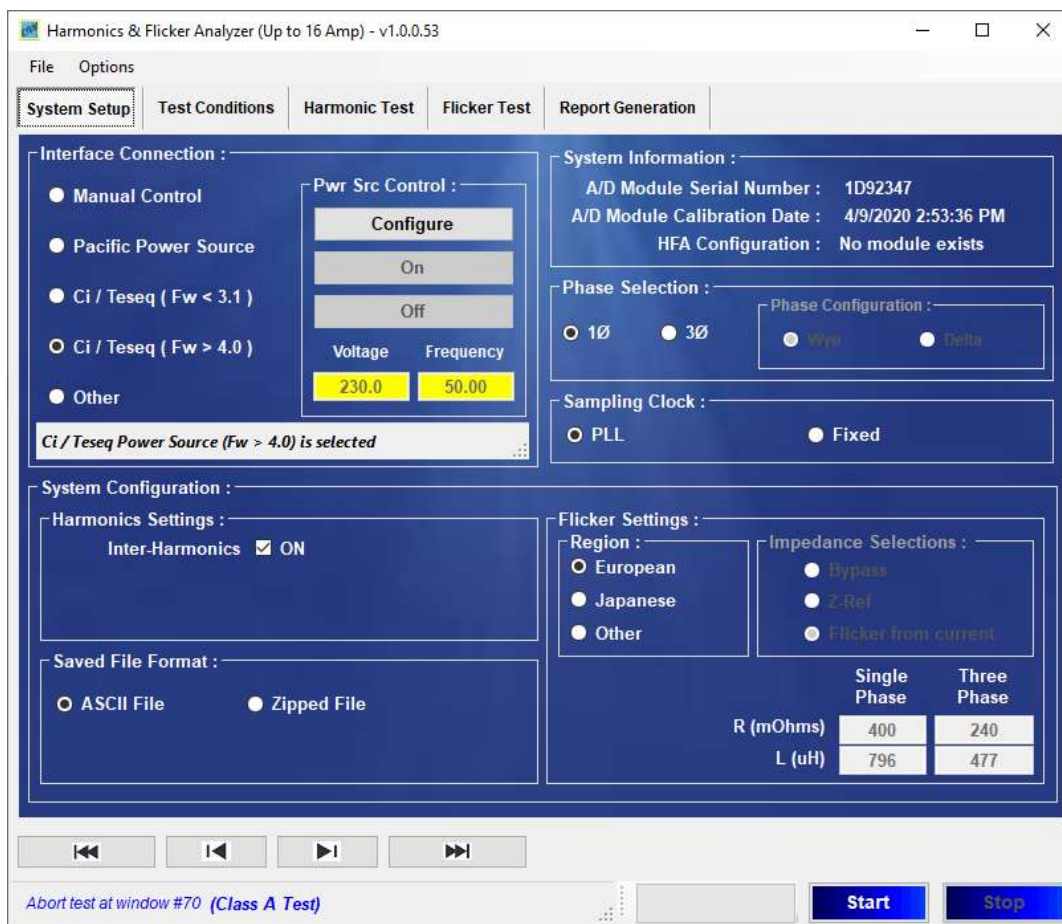 Harmonics & Flicker Analyzer (Up to 16 Amp) - v1.0.0.53
File Options
System Setup Test Conditions Harmonic Test Flicker Test Report Generation
Interface Connection :
Manual Control
Pacific Power Source
Ci / Teseq ( Fw < 3.1 )
Ci / Teseq ( Fw > 4.0 )
Other
Pwr Src Control :
Configure
On
Off
Voltage Frequency
230.0 50.00
Ci / Teseq Power Source (Fw > 4.0) is selected
System Information :
A/D Module Serial Number : 1D92347
A/D Module Calibration Date : 4/9/2020 2:53:36 PM
HFA Configuration : No module exists
Phase Selection :
1Ø 3Ø
Phase Configuration :
Wye Delta
Sampling Clock :
PLL Fixed
System Configuration :
Harmonics Settings :
Inter-Harmonics ON
Saved File Format :
ASCII File Zipped File
Flicker Settings :
Region :
European
Japanese
Other
Impedance Selections :
Bypass
Z-Ref
Flicker from current
Single Phase Three Phase
R (mOhms) 400 240
L (uH) 796 477
Abort test at window #70 (Class A Test)
Start Stop